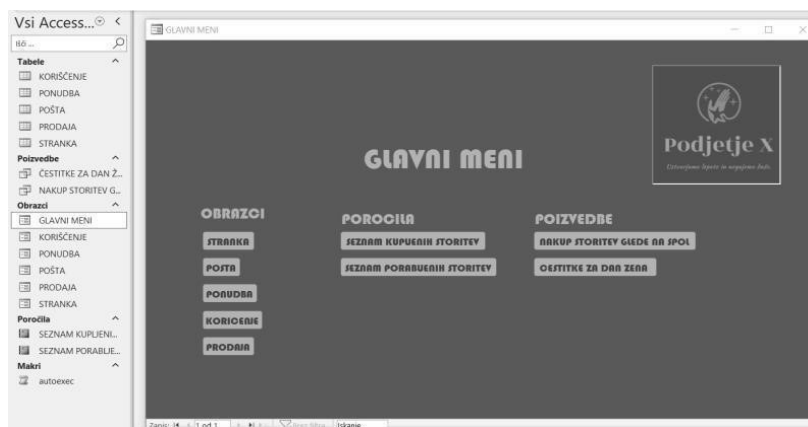 Vsi Access...
Išči ...
Tabele
KORIŠČENJE
PONUDBA
POŠTA
PRODAJA
STRANKA
Poizvedbe
ČESTITKE ZA DAN Ž...
NAKUP STORITEV G...
Obrazci
GLAVNI MENI
KORIŠČENJE
PONUDBA
POŠTA
PRODAJA
STRANKA
Poročila
SEZNAM KUPLJENI...
SEZNAM PORABLJE...
Makri
autoexec
GLAVNI MENI
Podjetje X
GLAVNI MENI
OBRAZCI
STRANKA
POSTA
PONUDBA
KORICENJE
PRODAJA
POROCILA
SEZNAM KUPLJENIH STORITEV
SEZNAM PORABLJENIH STORITEV
POIZVEDBE
NAKUP STORITEV GLEDE NA SPOL
CESTITKE ZA DAN ZENA
Zapis: 1 od 1 Brez filtra Iskanje